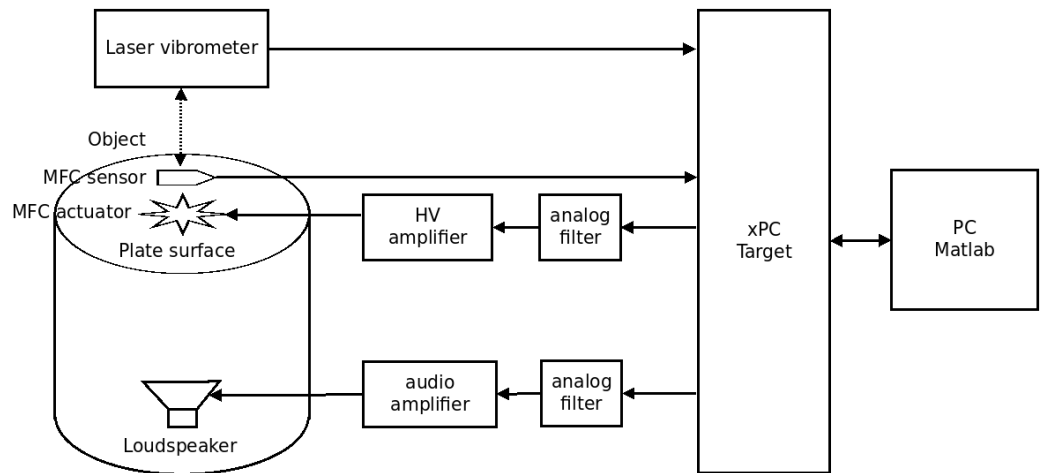 Laser vibrometer
Object
MFC sensor
MFC actuator
Plate surface
HV
amplifier
analog
filter
xPC
Target
PC
Matlab
audio
amplifier
analog
filter
Loudspeaker